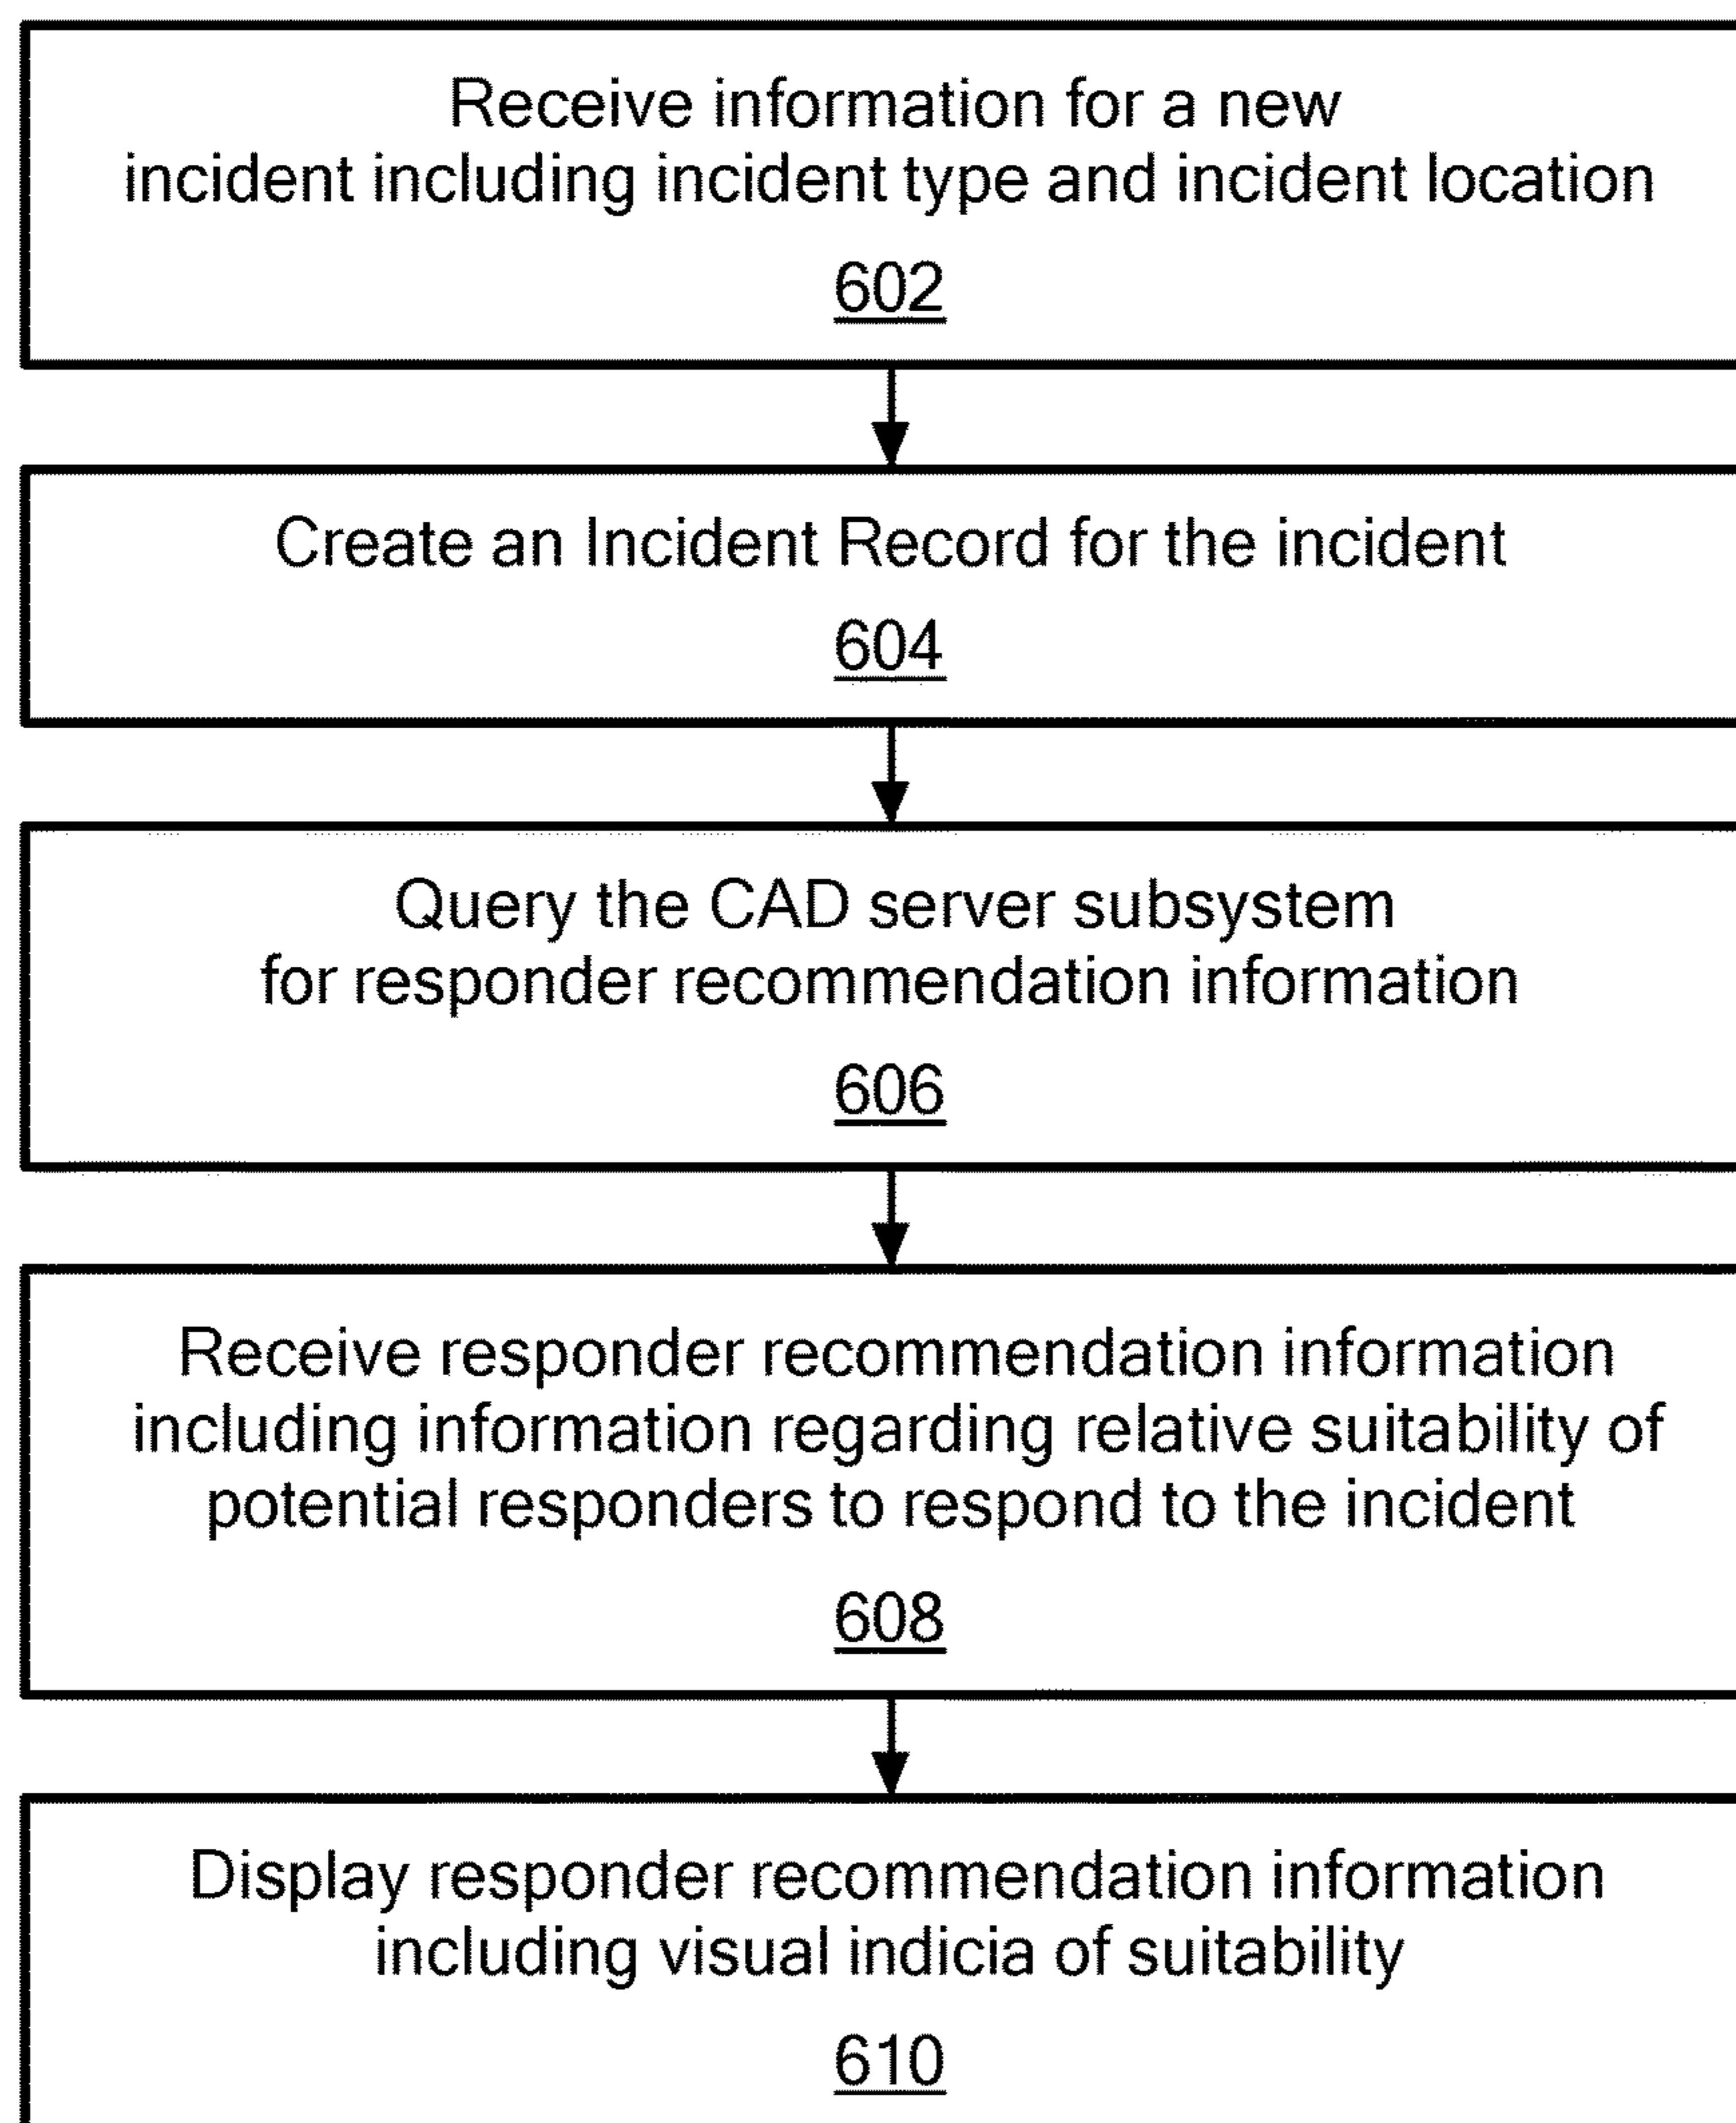 Receive information for a new
incident including incident type and incident location
602
Create an Incident Record for the incident
604
Query the CAD server subsystem
for responder recommendation information
606
Receive responder recommendation information
including information regarding relative suitability of
potential responders to respond to the incident
608
Display responder recommendation information
including visual indicia of suitability
610